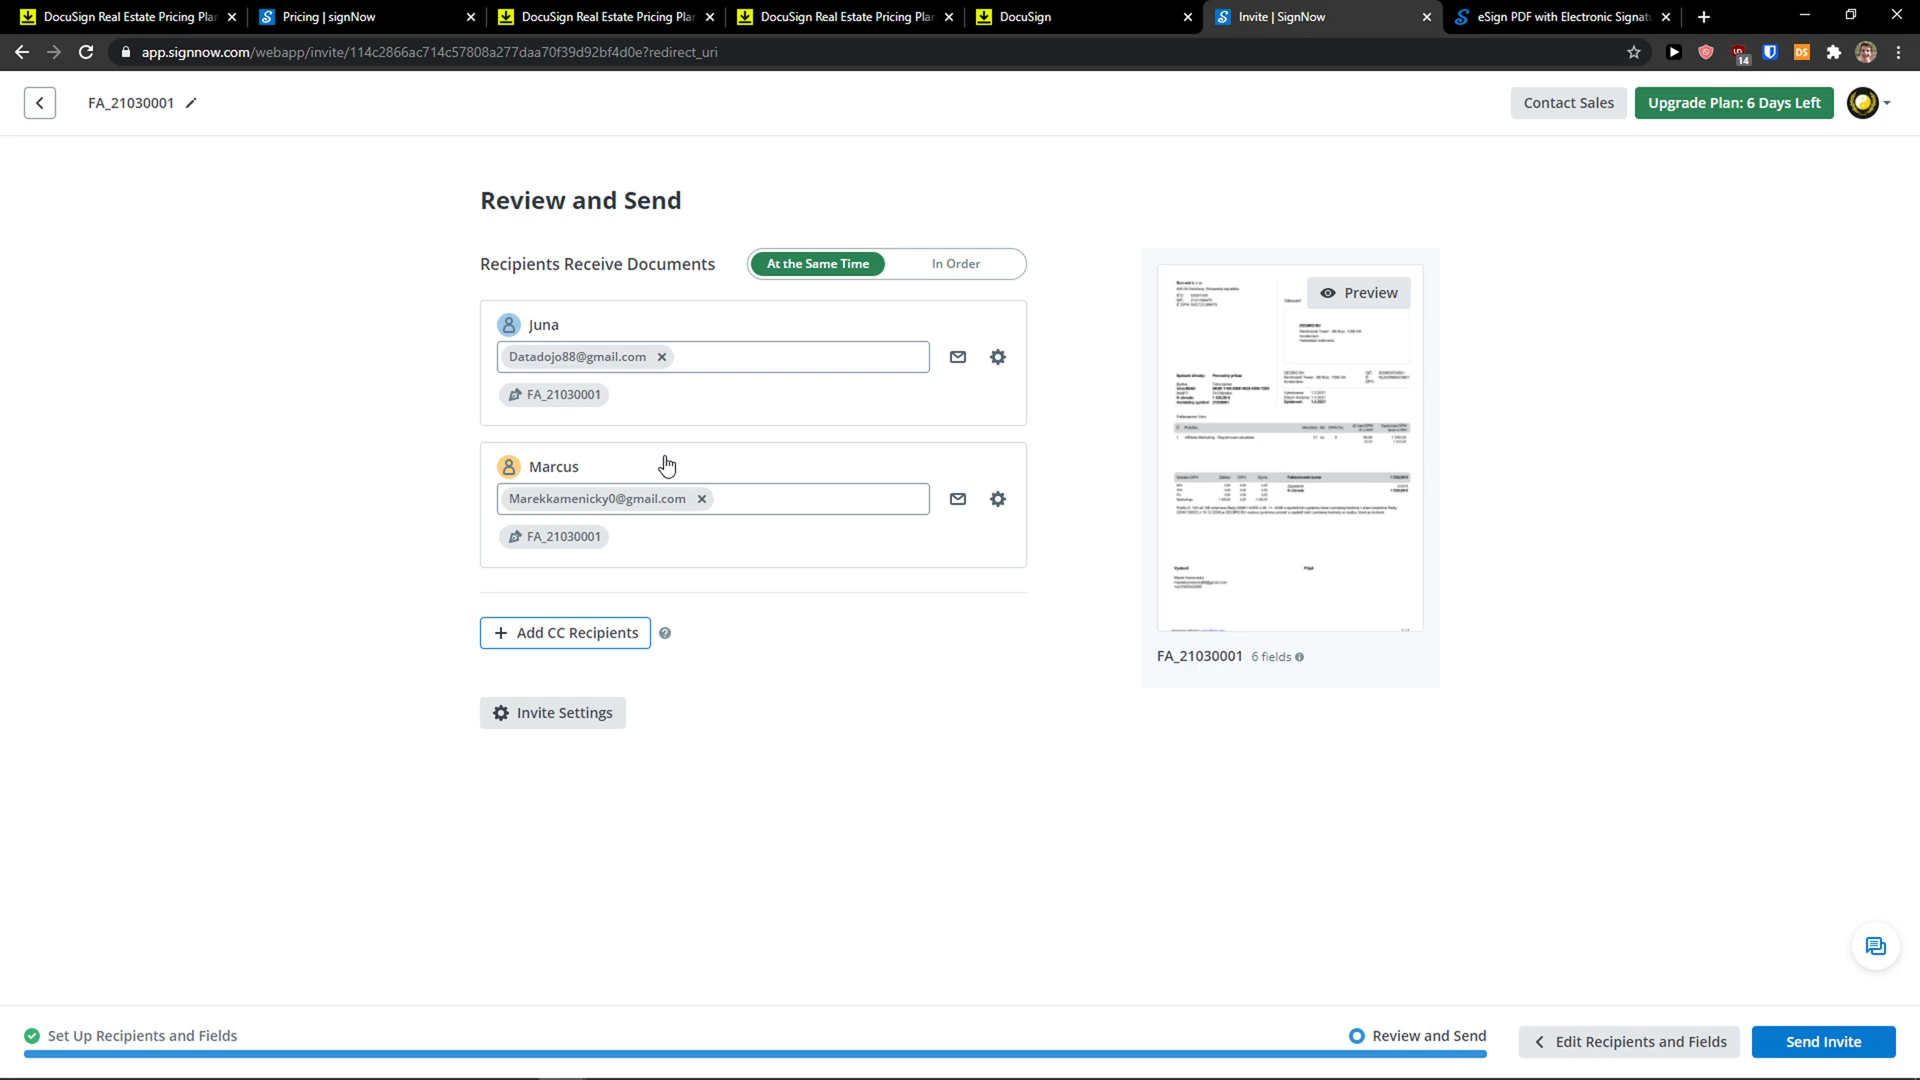 DocuSign Real Estate Pricing Plan
Pricing | signNow
DocuSign Real Estate Pricing Plan
DocuSign Real Estate Pricing Plan
DocuSign
Invite | SignNow
eSign PDF with Electronic Signat
app.signnow.com/webapp/invite/114c2866ac714c57808a277daa70f39d92bf4d0e?redirect_uri
14
DS
FA_21030001
Contact Sales
Upgrade Plan: 6 Days Left
Review and Send
Recipients Receive Documents
At the Same Time
In Order
Juna
Datadojo88@gmail.com
FA_21030001
Marcus
Marekkamenicky0@gmail.com
FA_21030001
Add CC Recipients
Invite Settings
Preview
FA_21030001 6 fields
Set Up Recipients and Fields
Review and Send
Edit Recipients and Fields
Send Invite